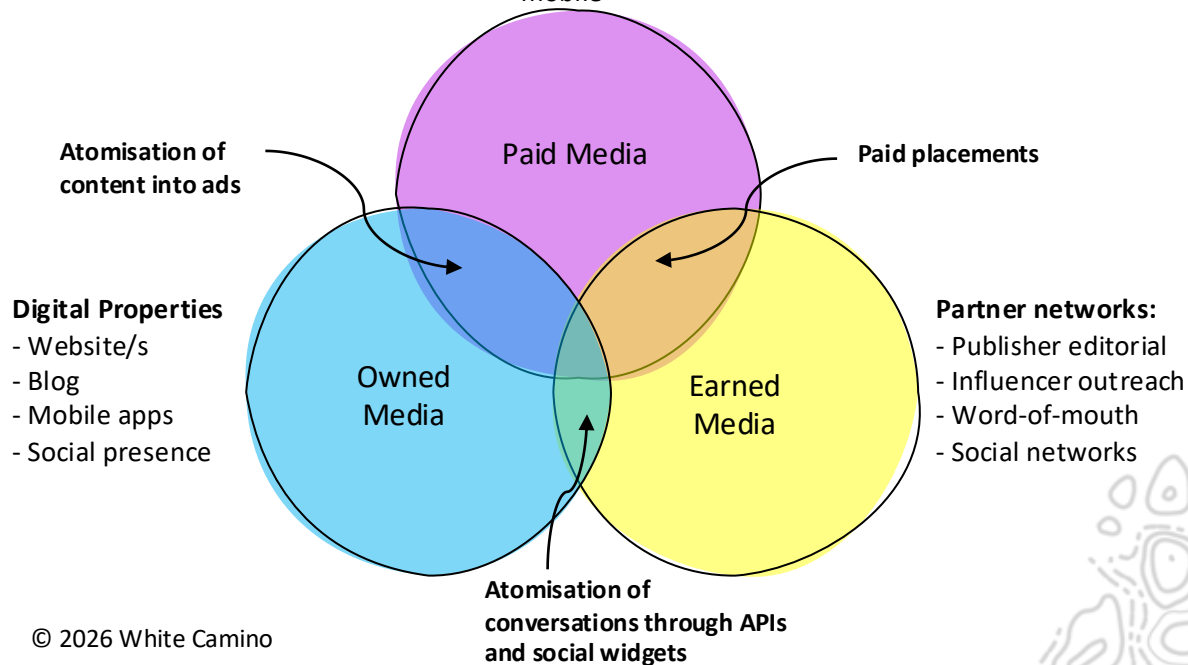 Paid Media
Atomisation of
content into ads
Paid placements
Digital Properties
- Website/s
- Blog
- Mobile apps
- Social presence
Owned
Media
Earned
Media
Partner networks:
- Publisher editorial
- Influencer outreach
- Word-of-mouth
- Social networks
Atomisation of
conversations through APIs
and social widgets
© 2026 White Camino